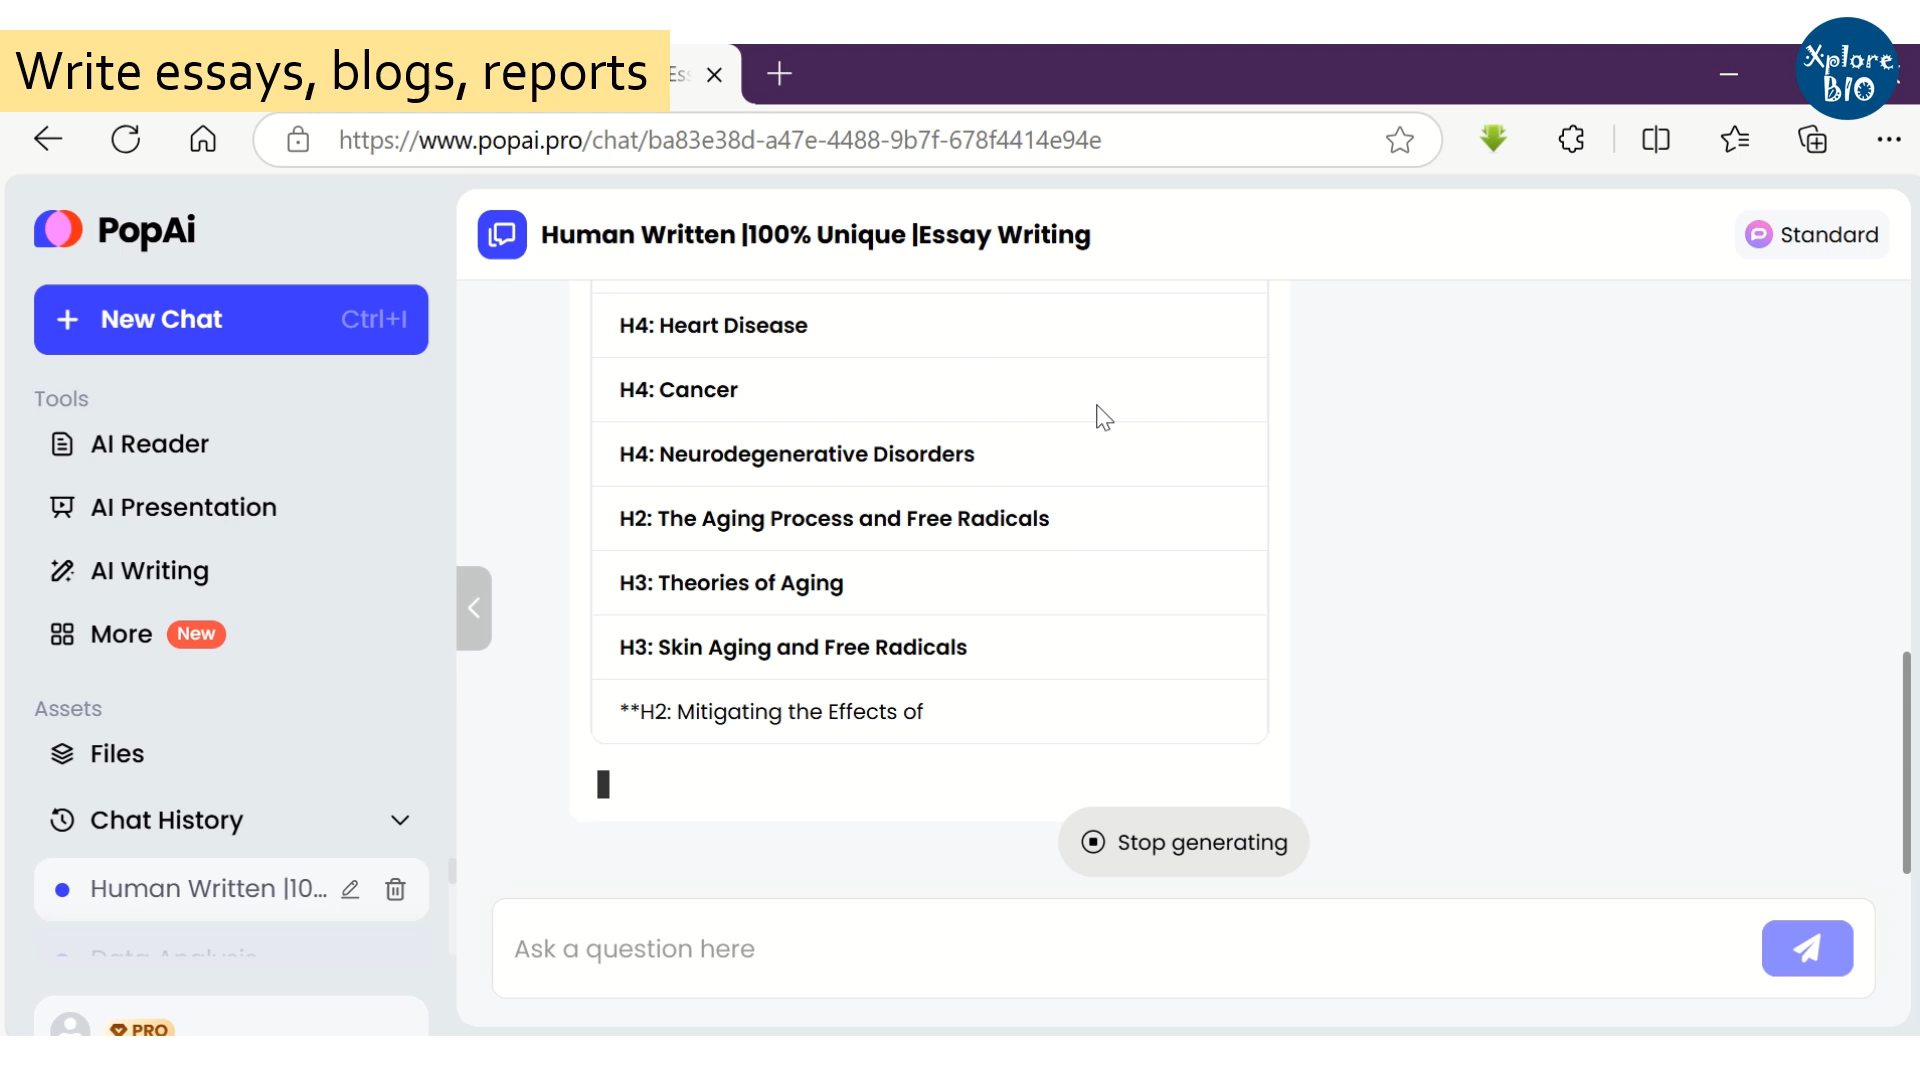 Write essays, blogs, reports
Xplore
BIO
https://www.popai.pro/chat/ba83e38d-a47e-4488-9b7f-678f4414e94e
PopAi
Human Written |100% Unique |Essay Writing
Standard
+ New Chat Ctrl+I
Tools
AI Reader
AI Presentation
AI Writing
More New
Assets
Files
Chat History
Human Written |10...
Data Analysis
PRO
H4: Heart Disease
H4: Cancer
H4: Neurodegenerative Disorders
H2: The Aging Process and Free Radicals
H3: Theories of Aging
H3: Skin Aging and Free Radicals
**H2: Mitigating the Effects of
Stop generating
Ask a question here